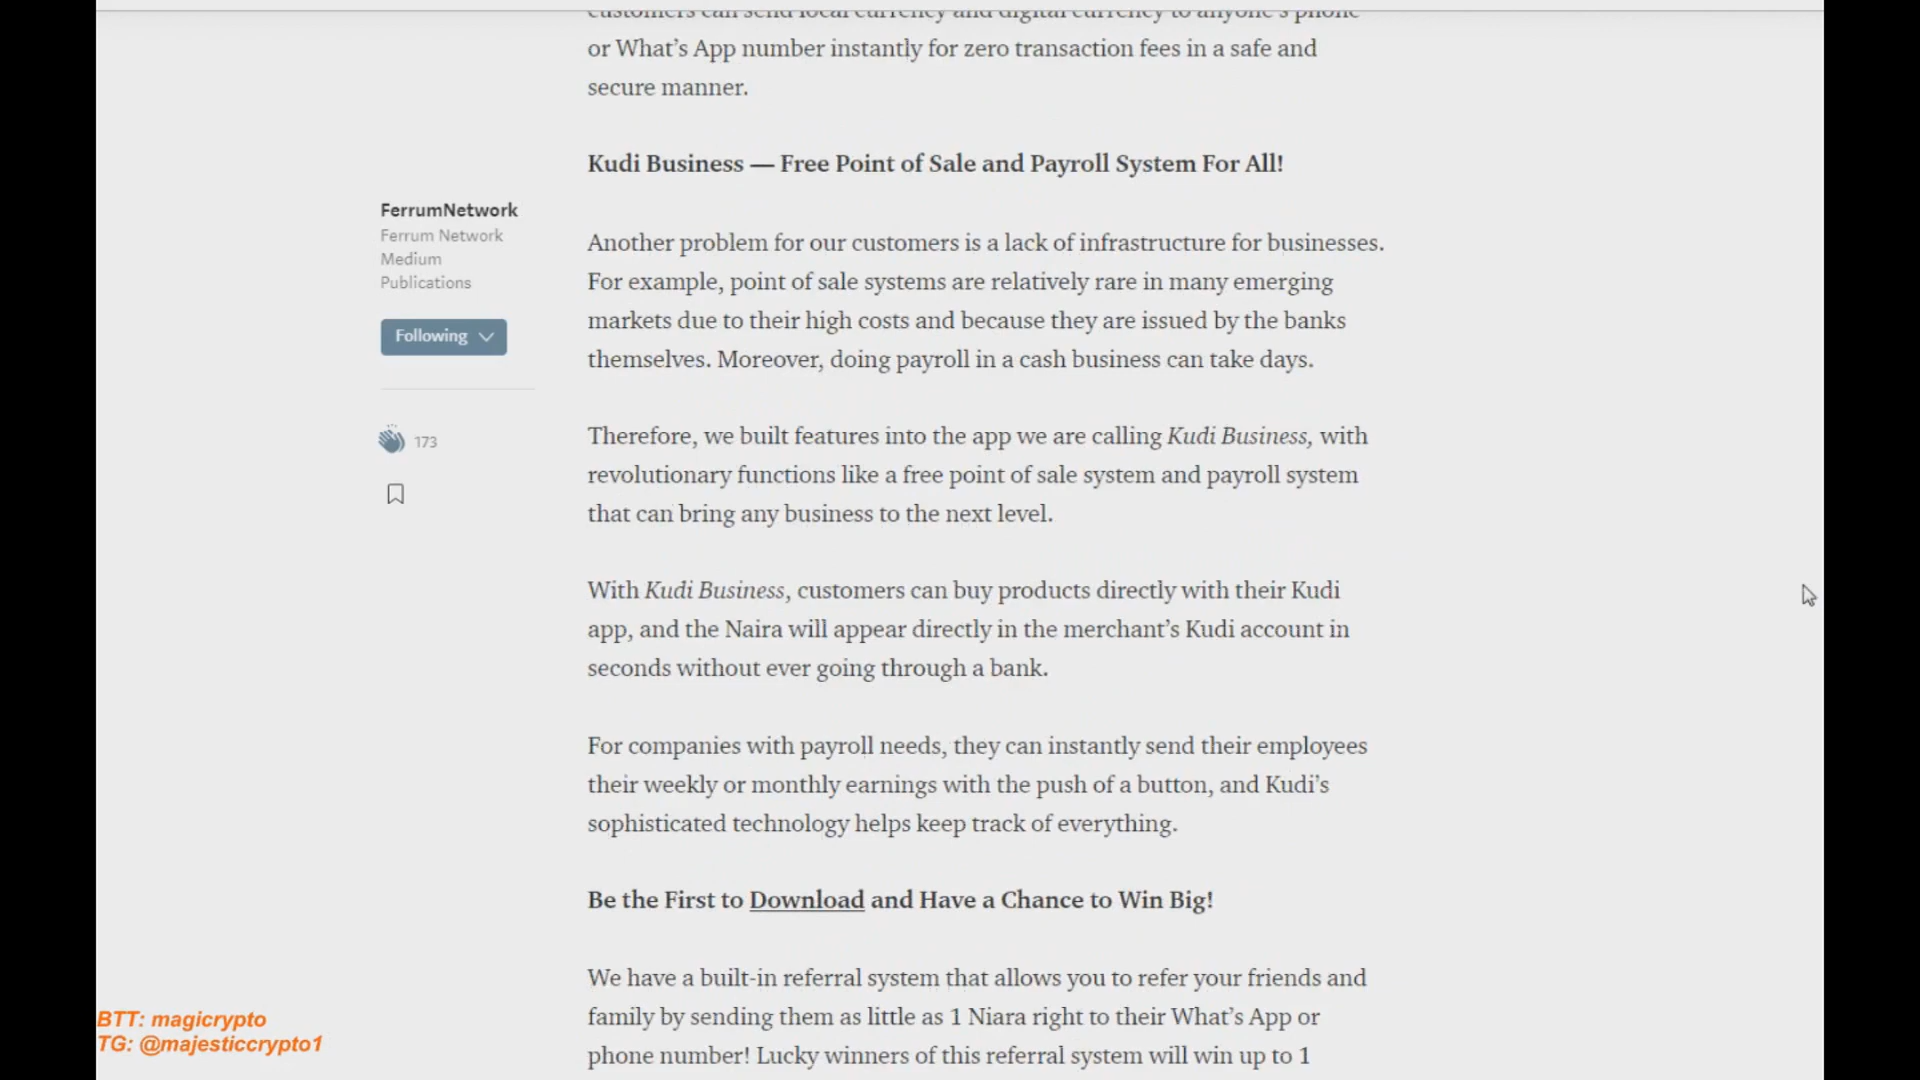 customers can send local currency and digital currency to anyone's phone
or What's App number instantly for zero transaction fees in a safe and
secure manner.
Kudi Business — Free Point of Sale and Payroll System For All!
FerrumNetwork
Ferrum Network
Medium
Publications
Following
173
Another problem for our customers is a lack of infrastructure for businesses.
For example, point of sale systems are relatively rare in many emerging
markets due to their high costs and because they are issued by the banks
themselves. Moreover, doing payroll in a cash business can take days.
Therefore, we built features into the app we are calling Kudi Business, with
revolutionary functions like a free point of sale system and payroll system
that can bring any business to the next level.
With Kudi Business, customers can buy products directly with their Kudi
app, and the Naira will appear directly in the merchant's Kudi account in
seconds without ever going through a bank.
For companies with payroll needs, they can instantly send their employees
their weekly or monthly earnings with the push of a button, and Kudi's
sophisticated technology helps keep track of everything.
Be the First to Download and Have a Chance to Win Big!
We have a built-in referral system that allows you to refer your friends and
family by sending them as little as 1 Niara right to their What's App or
phone number! Lucky winners of this referral system will win up to 1
BTT: magicrypto
TG: @majesticcrypto1